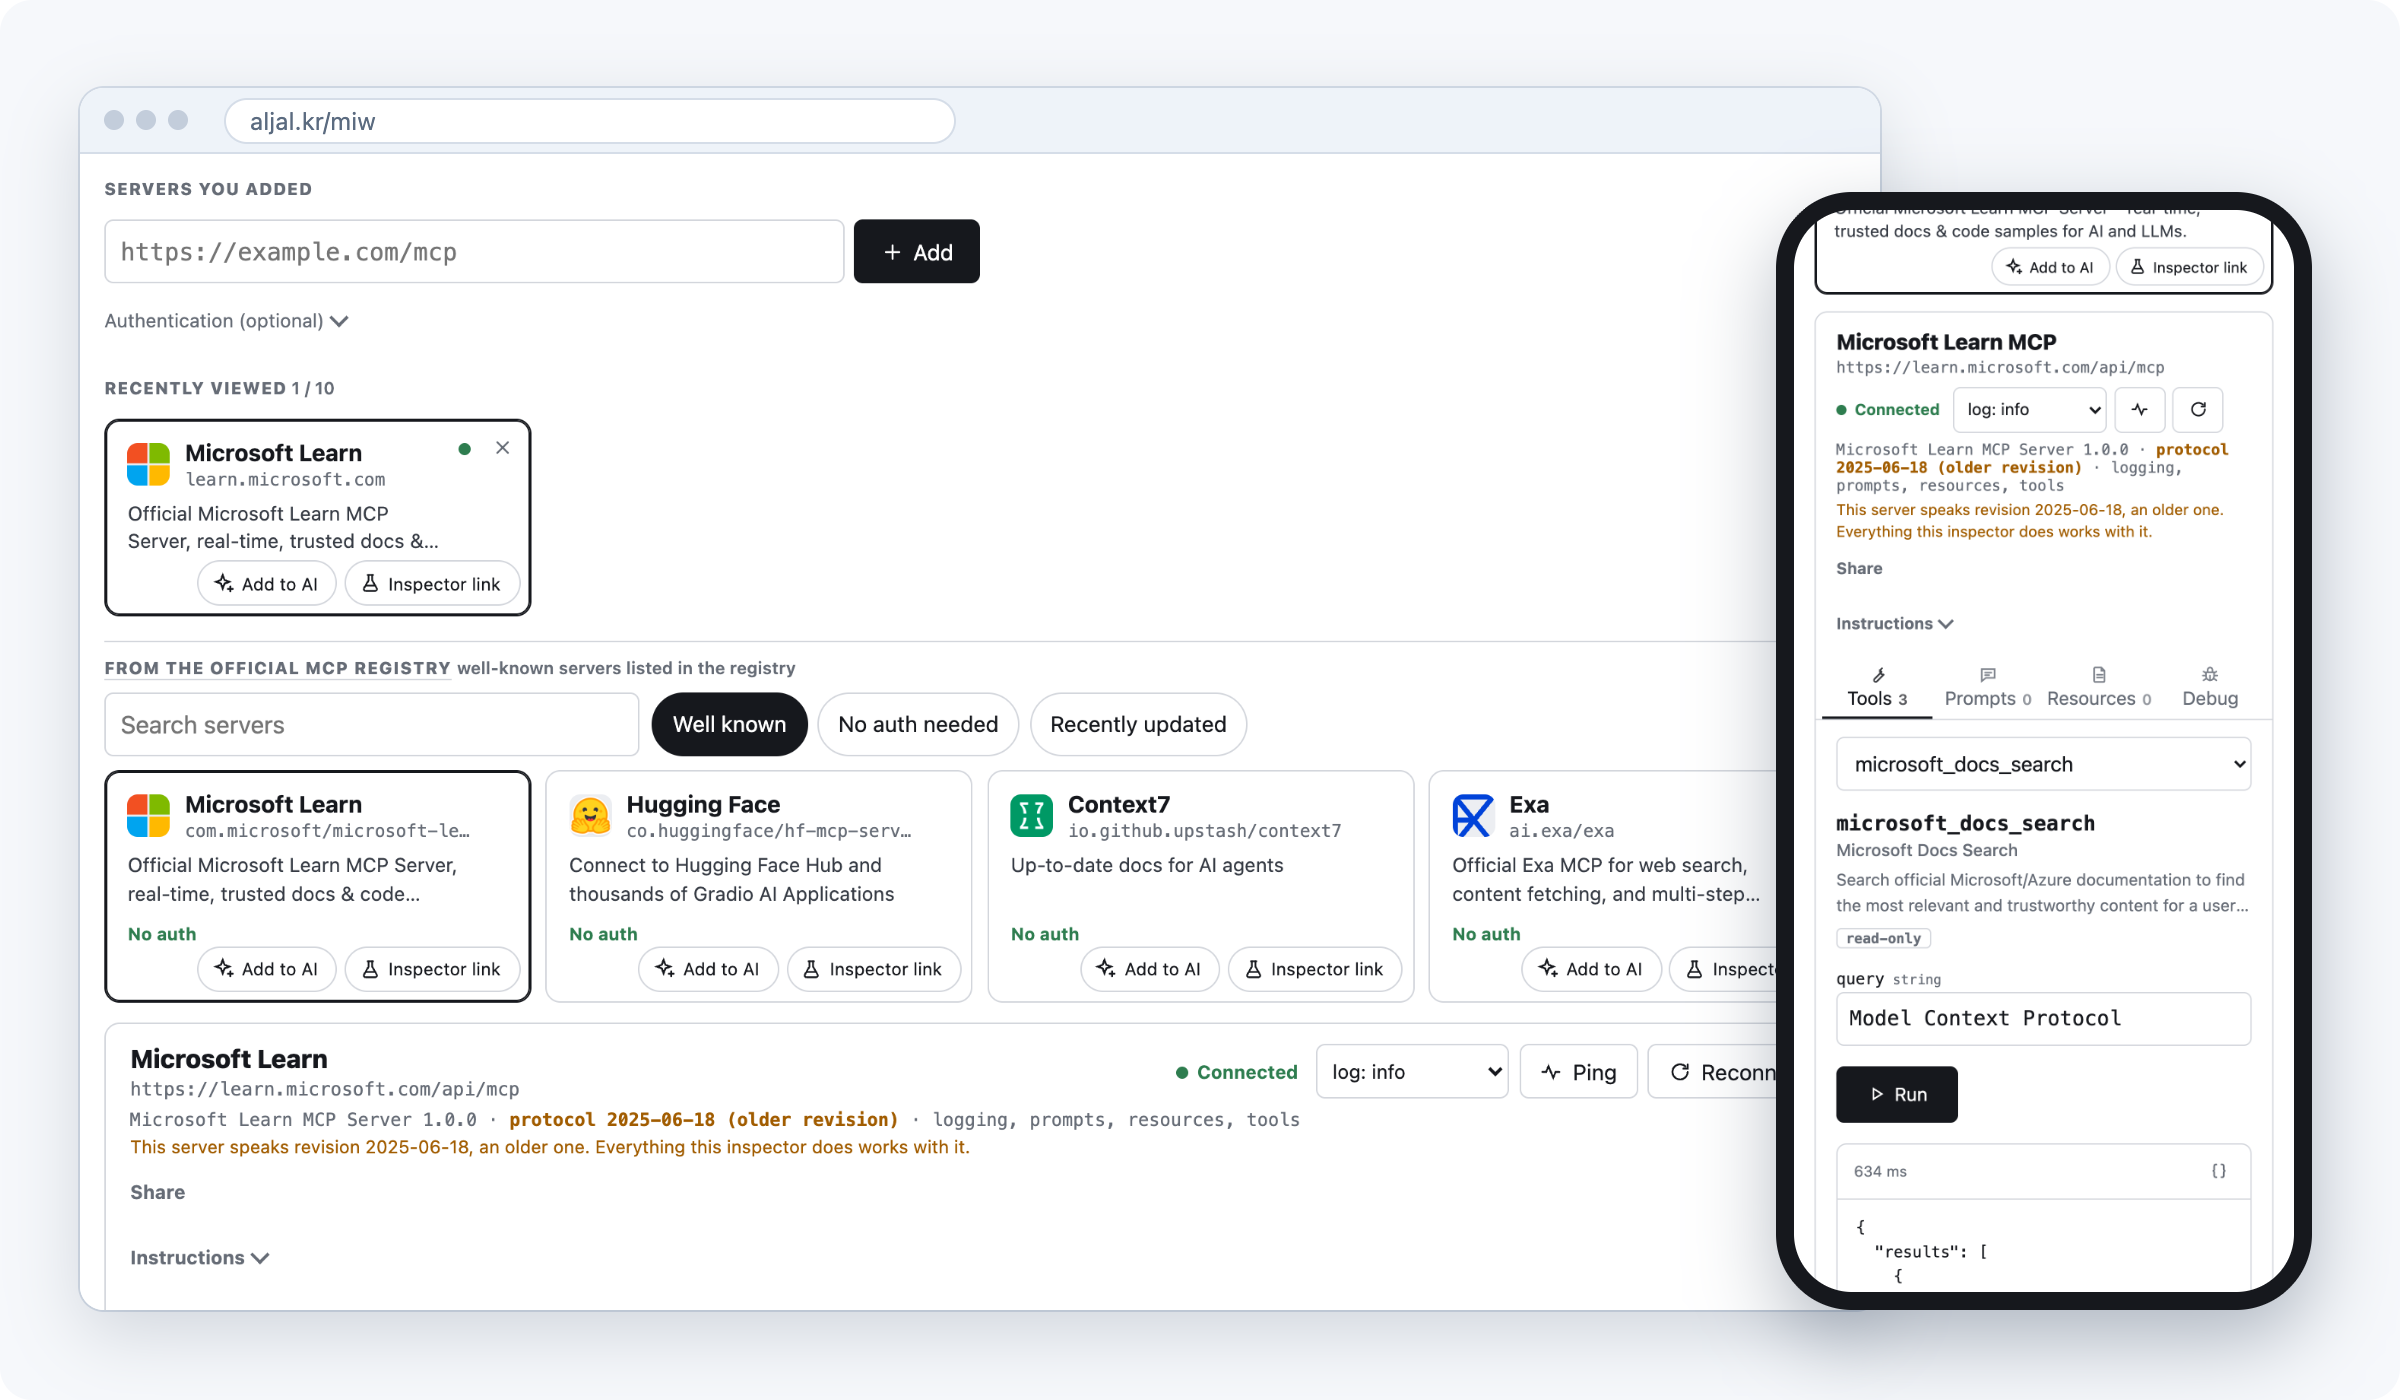 aljal.kr/miw
SERVERS YOU ADDED
https://example.com/mcp
+ Add
Authentication (optional)
RECENTLY VIEWED 1 / 10
Microsoft Learn
learn.microsoft.com
Official Microsoft Learn MCP
Server, real-time, trusted docs &...
Add to AI
Inspector link
FROM THE OFFICIAL MCP REGISTRY well-known servers listed in the registry
Search servers
Well known
No auth needed
Recently updated
Microsoft Learn
com.microsoft/microsoft-le…
Official Microsoft Learn MCP Server,
real-time, trusted docs & code...
No auth
Add to AI
Inspector link
Hugging Face
co.huggingface/hf-mcp-serv…
Connect to Hugging Face Hub and
thousands of Gradio AI Applications
No auth
Add to AI
Inspector link
Context7
io.github.upstash/context7
Up-to-date docs for AI agents
No auth
Add to AI
Inspector link
Exa
ai.exa/exa
Official Exa MCP for web search,
content fetching, and multi-step...
No auth
Add to AI
Inspect
Microsoft Learn
https://learn.microsoft.com/api/mcp
Connected
log: info
Ping
Reconn
Microsoft Learn MCP Server 1.0.0 · protocol 2025-06-18 (older revision) · logging, prompts, resources, tools
This server speaks revision 2025-06-18, an older one. Everything this inspector does works with it.
Share
Instructions
Official Microsoft Learn MCP Server - real-time,
trusted docs & code samples for AI and LLMs.
Add to AI
Inspector link
Microsoft Learn MCP
https://learn.microsoft.com/api/mcp
Connected
log: info
Microsoft Learn MCP Server 1.0.0 · protocol
2025-06-18 (older revision) · logging,
prompts, resources, tools
This server speaks revision 2025-06-18, an older one.
Everything this inspector does works with it.
Share
Instructions
Tools 3
Prompts 0
Resources 0
Debug
microsoft_docs_search
microsoft_docs_search
Microsoft Docs Search
Search official Microsoft/Azure documentation to find
the most relevant and trustworthy content for a user...
read-only
query string
Model Context Protocol
Run
634 ms
{}
{
"results": [
{